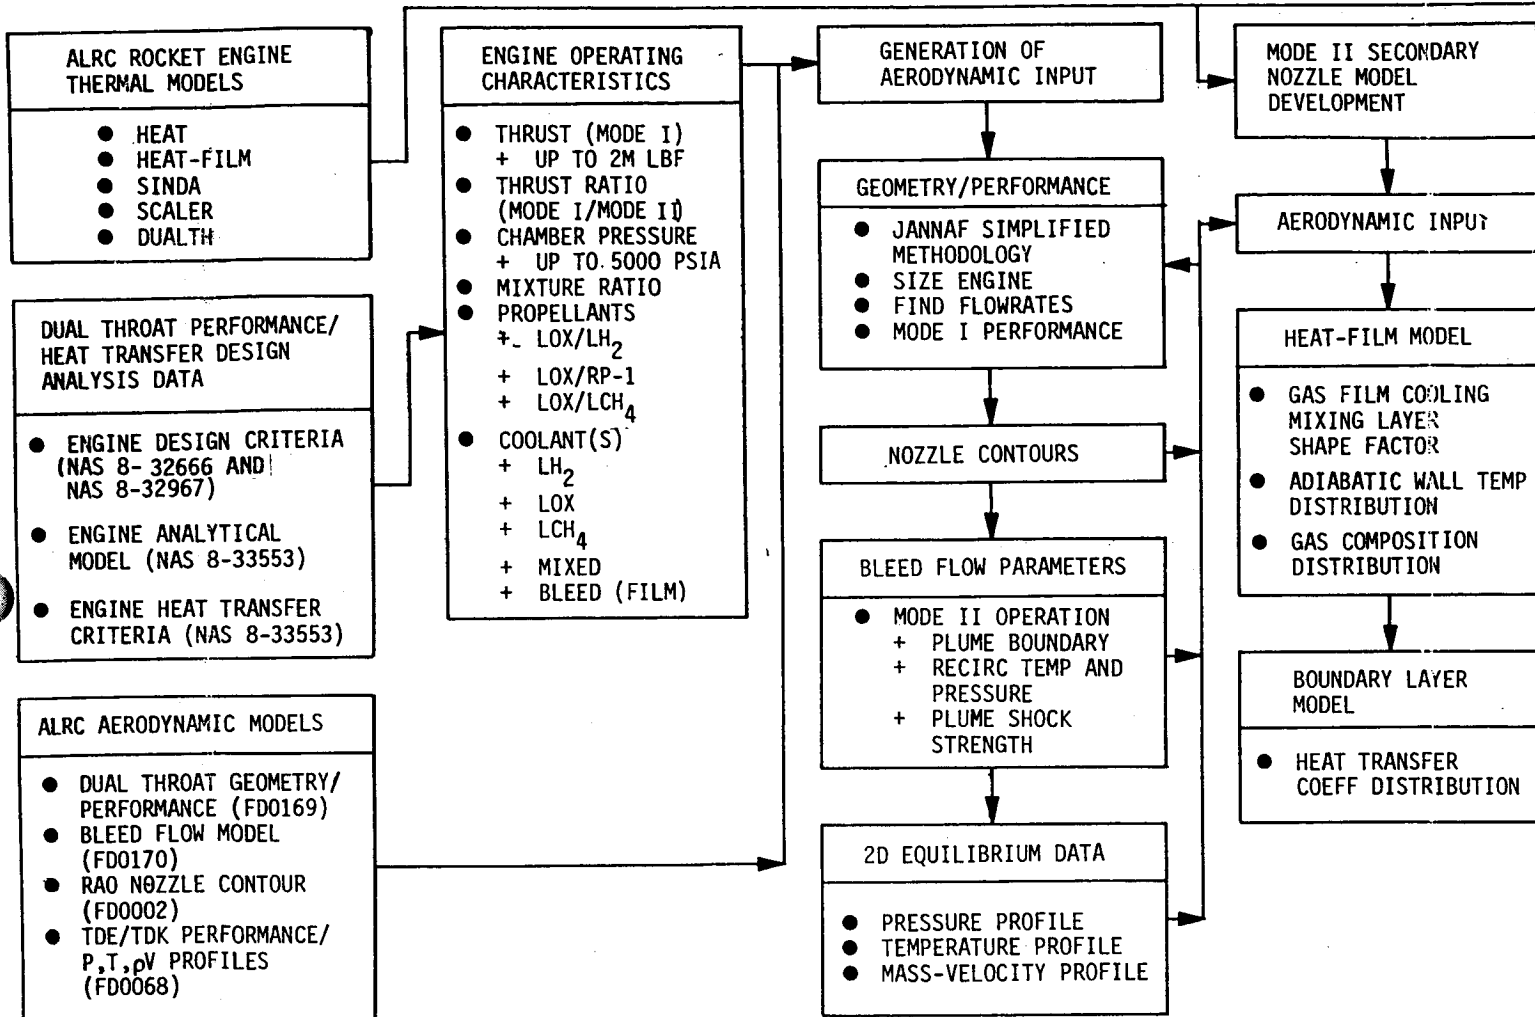 ALRC ROCKET ENGINE
THERMAL MODELS
● HEAT
● HEAT-FILM
● SINDA
● SCALER
● DUALTH
DUAL THROAT PERFORMANCE/
HEAT TRANSFER DESIGN
ANALYSIS DATA
● ENGINE DESIGN CRITERIA
(NAS 8-32666 AND
NAS 8-32967)
● ENGINE ANALYTICAL
MODEL (NAS 8-33553)
● ENGINE HEAT TRANSFER
CRITERIA (NAS 8-33553)
ALRC AERODYNAMIC MODELS
● DUAL THROAT GEOMETRY/
PERFORMANCE (FD0169)
● BLEED FLOW MODEL
(FD0170)
● RAO NOZZLE CONTOUR
(FD0002)
● TDE/TDK PERFORMANCE/
P,T,ρV PROFILES
(FD0068)
ENGINE OPERATING
CHARACTERISTICS
● THRUST (MODE I)
+ UP TO 2M LBF
● THRUST RATIO
(MODE I/MODE II)
● CHAMBER PRESSURE
+ UP TO 5000 PSIA
● MIXTURE RATIO
● PROPELLANTS
+ LOX/LH2
+ LOX/RP-1
+ LOX/LCH4
● COOLANT(S)
+ LH2
+ LOX
+ LCH4
+ MIXED
+ BLEED (FILM)
GENERATION OF
AERODYNAMIC INPUT
GEOMETRY/PERFORMANCE
● JANNAF SIMPLIFIED
METHODOLOGY
● SIZE ENGINE
● FIND FLOWRATES
● MODE I PERFORMANCE
NOZZLE CONTOURS
BLEED FLOW PARAMETERS
● MODE II OPERATION
+ PLUME BOUNDARY
+ RECIRC TEMP AND
PRESSURE
+ PLUME SHOCK
STRENGTH
2D EQUILIBRIUM DATA
● PRESSURE PROFILE
● TEMPERATURE PROFILE
● MASS-VELOCITY PROFILE
MODE II SECONDARY
NOZZLE MODEL
DEVELOPMENT
AERODYNAMIC INPUT
HEAT-FILM MODEL
● GAS FILM COOLING
MIXING LAYER
SHAPE FACTOR
● ADIABATIC WALL TEMP
DISTRIBUTION
● GAS COMPOSITION
DISTRIBUTION
BOUNDARY LAYER
MODEL
● HEAT TRANSFER
COEFF DISTRIBUTION